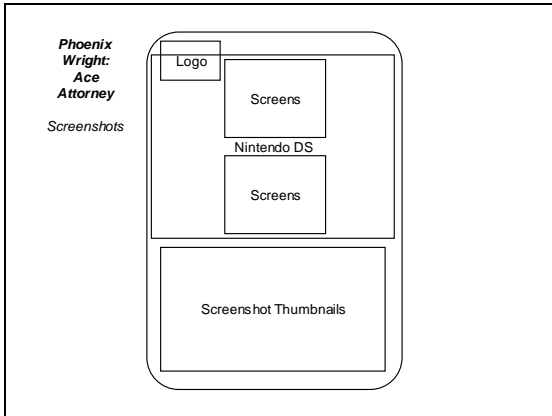 Phoenix
Wright:
Ace
Attorney
Screenshots
Logo
Screens
Nintendo DS
Screens
Screenshot Thumbnails